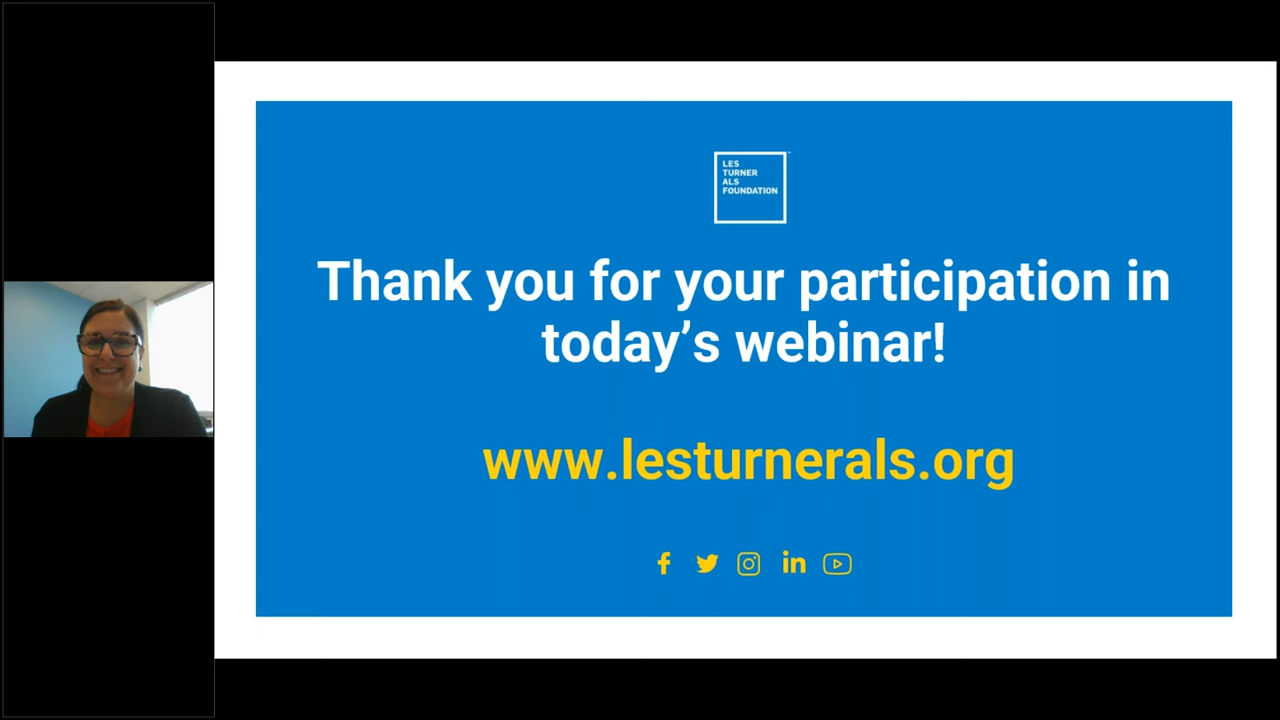 LES
TURNER
ALS
FOUNDATION
Thank you for your participation in
today’s webinar!
www.lesturnerals.org